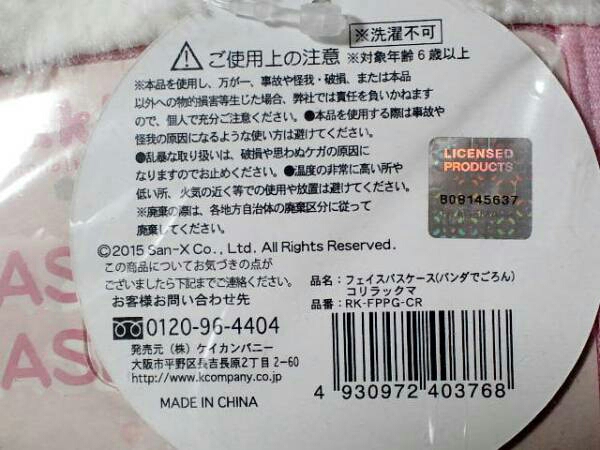 ※洗濯不可
ご使用上の注意 ※対象年齢6歳以上
※本品を使用し、万が一、事故や怪我・破損、または本品
以外への物的損害等生じた場合、弊社では責任を負いかねます
ので、個人で充分ご注意ください。●本品を使用する際は事故や
怪我の原因になるような使い方は避けてください。
●乱暴な取り扱いは、破損や思わぬケガの原因に
なりますのでお止めください。●温度の非常に高い所や
低い所、火気の近く等での使用や放置は避けてください。
※廃棄の際は、各地方自治体の廃棄区分に従って
廃棄してください。
LICENSED
PRODUCTS
B09145637
©2015 San-X Co., Ltd. All Rights Reserved.
この商品についてお気づきの点が
ございましたら下記までご連絡ください。
お客様お問い合わせ先
0120-96-4404
発売元(株)ケイカンパニー
大阪市平野区長吉長原2丁目2-60
http://www.kcompany.co.jp
MADE IN CHINA
品名:フェイスパスケース(パンダでごろん)
コリラックマ
品番:RK-FPPG-CR
4 930972 403768